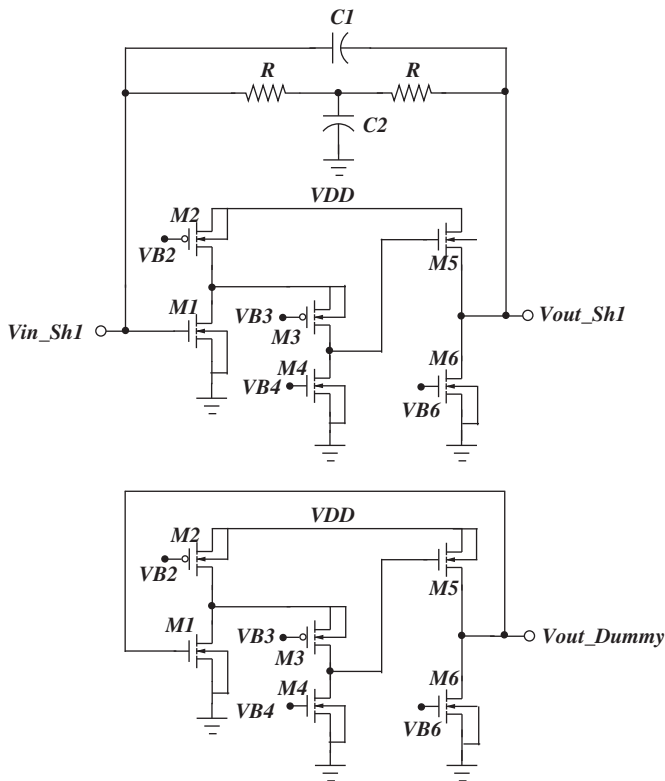 C1
R R
C2
VDD
M2
VB2
M5
M1
VB3
Vin_Sh1
Vout_Sh1
M3
M4
M6
VB4
VB6
VDD
M2
VB2
M5
M1
VB3
Vout_Dummy
M3
M4
M6
VB4
VB6